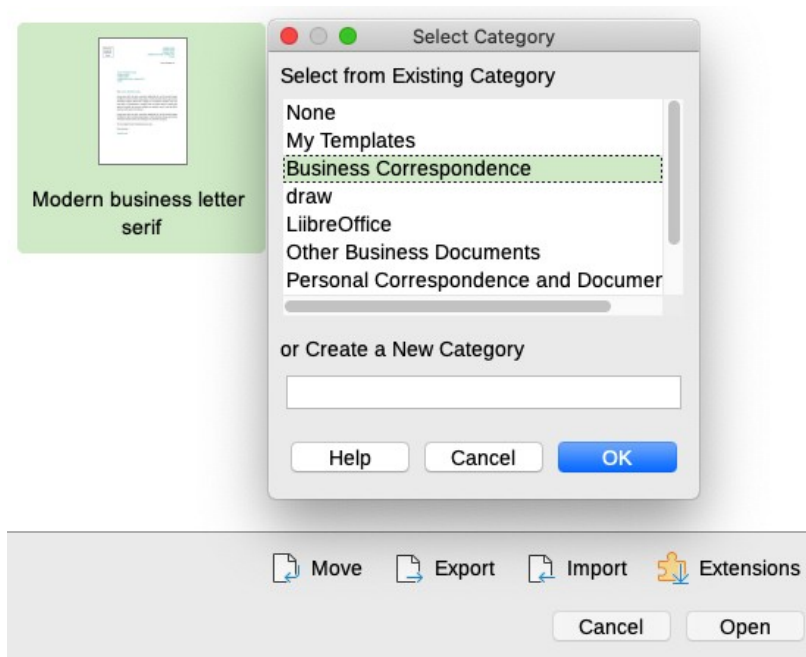 Select Category
Select from Existing Category
None
My Templates
Business Correspondence
draw
LiibreOffice
Other Business Documents
Personal Correspondence and Documer
Modern business letter
serif
or Create a New Category
Help Cancel OK
Move Export Import Extensions
Cancel Open